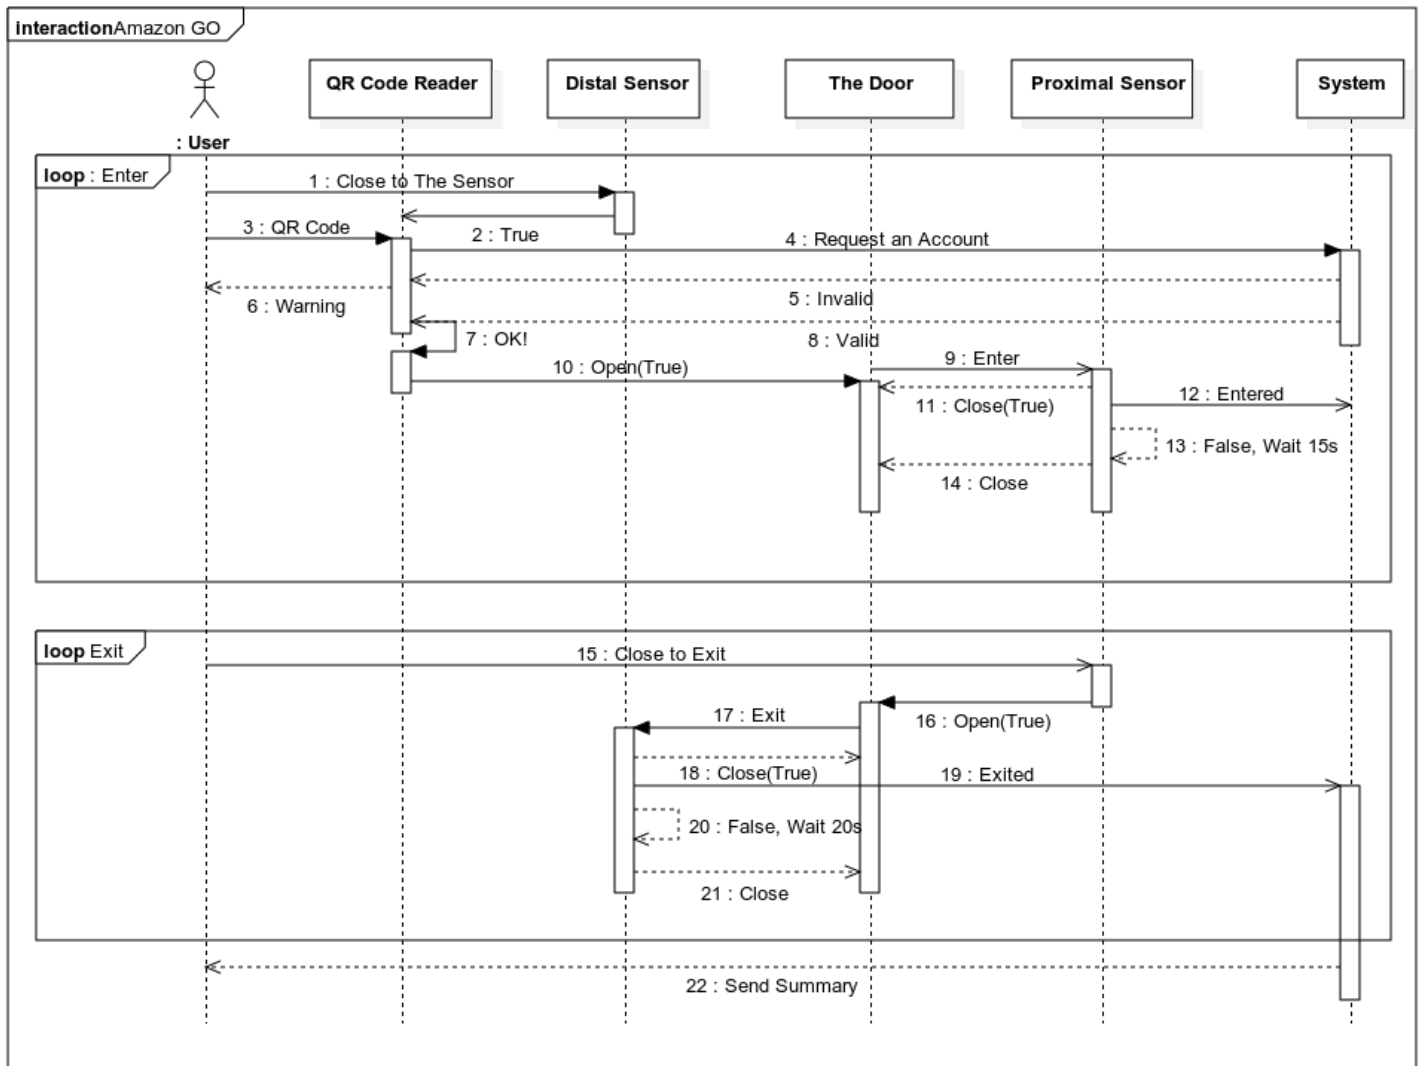 interactionAmazon GO
QR Code Reader
Distal Sensor
The Door
Proximal Sensor
System
: User
loop : Enter
1 : Close to The Sensor
3 : QR Code
2 : True
4 : Request an Account
6 : Warning
5 : Invalid
7 : OK!
8 : Valid
9 : Enter
10 : Open(True)
12 : Entered
11 : Close(True)
13 : False, Wait 15s
14 : Close
loop Exit
15 : Close to Exit
17 : Exit
16 : Open(True)
18 : Close(True)
19 : Exited
20 : False, Wait 20s
21 : Close
22 : Send Summary